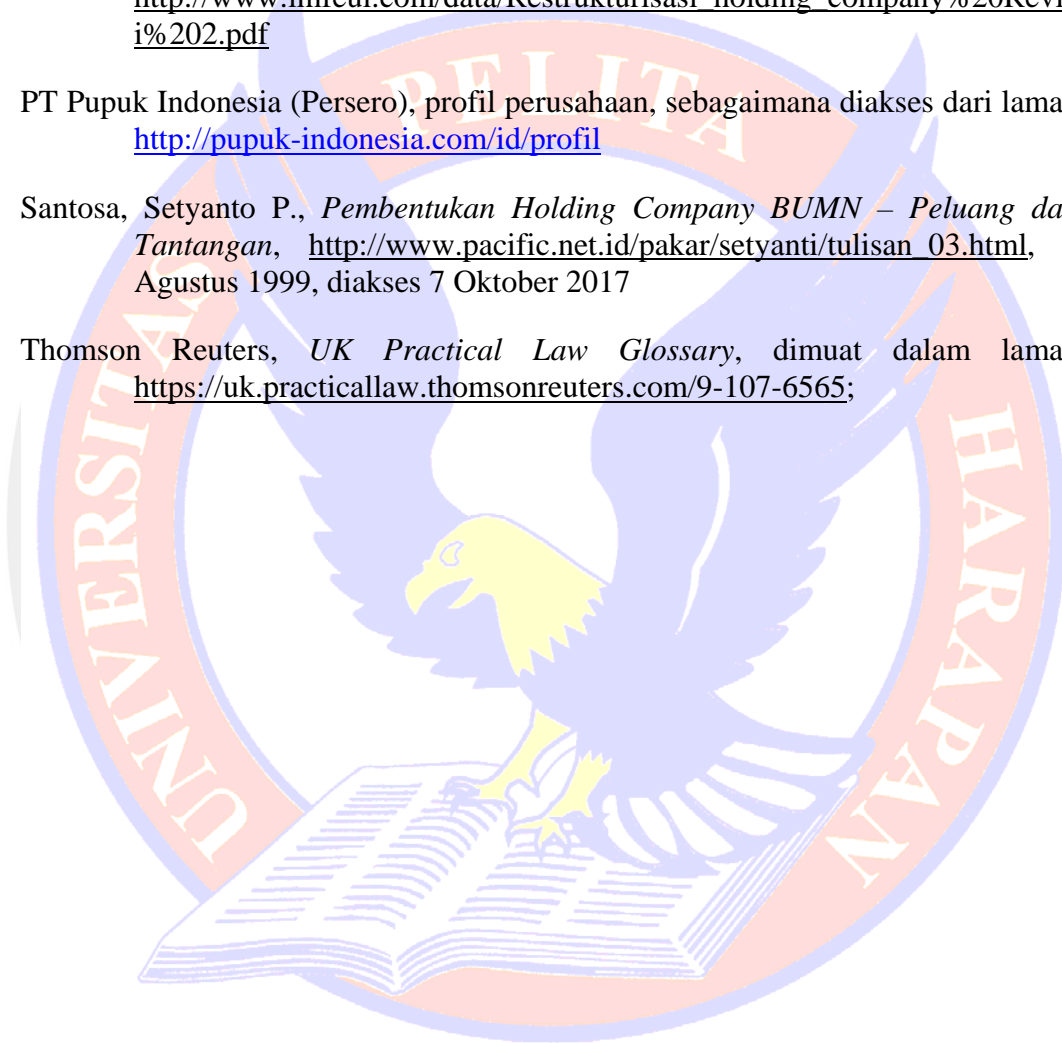 http://www.lmfeui.com/data/Restrukturisasi_holding_company%20Revi
i%202.pdf
PT Pupuk Indonesia (Persero), profil perusahaan, sebagaimana diakses dari lama
http://pupuk-indonesia.com/id/profil
Santosa, Setyanto P., Pembentukan Holding Company BUMN – Peluang da
Tantangan, http://www.pacific.net.id/pakar/setyanti/tulisan_03.html,
Agustus 1999, diakses 7 Oktober 2017
Thomson Reuters, UK Practical Law Glossary, dimuat dalam lama
https://uk.practicallaw.thomsonreuters.com/9-107-6565;
UNIVERSITAS PELITA HARAPAN